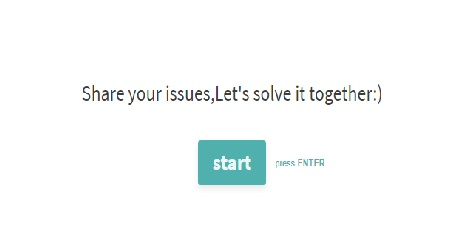 Share your issues,Let's solve it together:)
start press ENTER